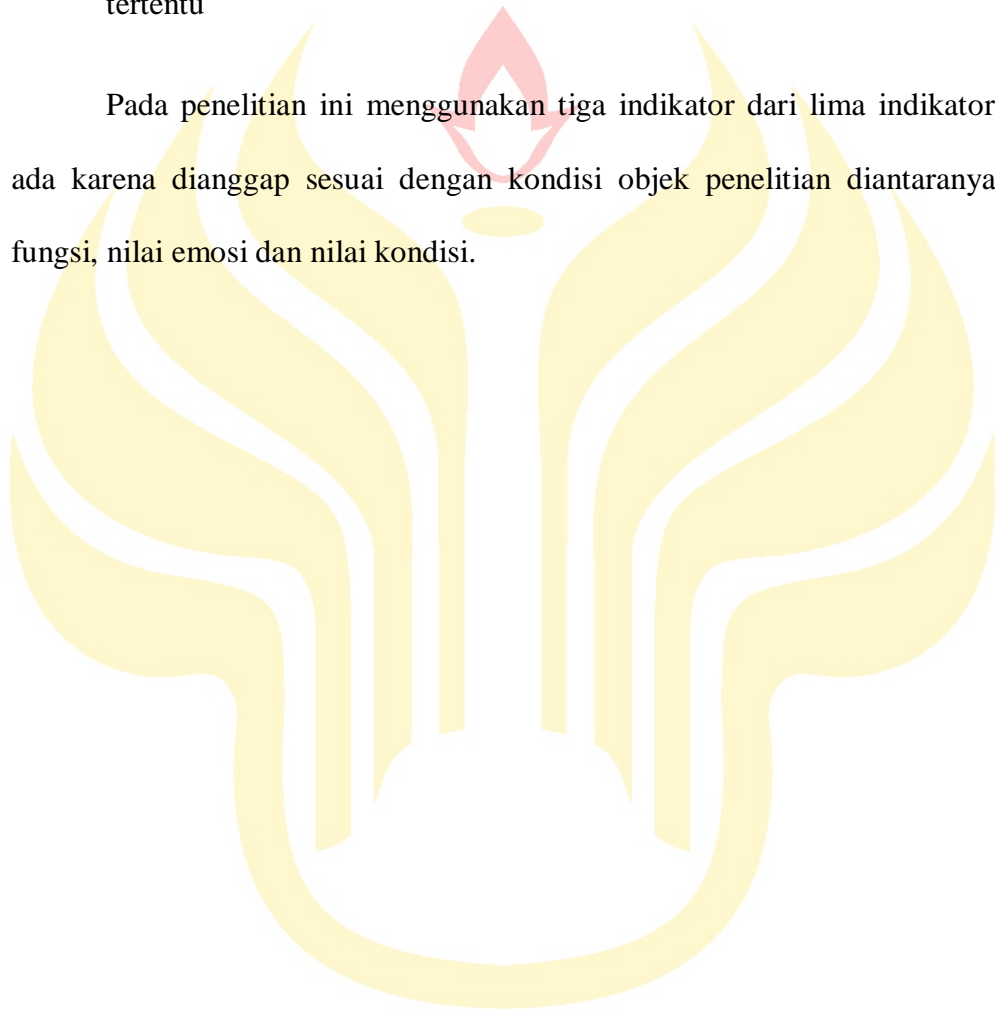 tertentu
Pada penelitian ini menggunakan tiga indikator dari lima indikator
ada karena dianggap sesuai dengan kondisi objek penelitian diantaranya
fungsi, nilai emosi dan nilai kondisi.